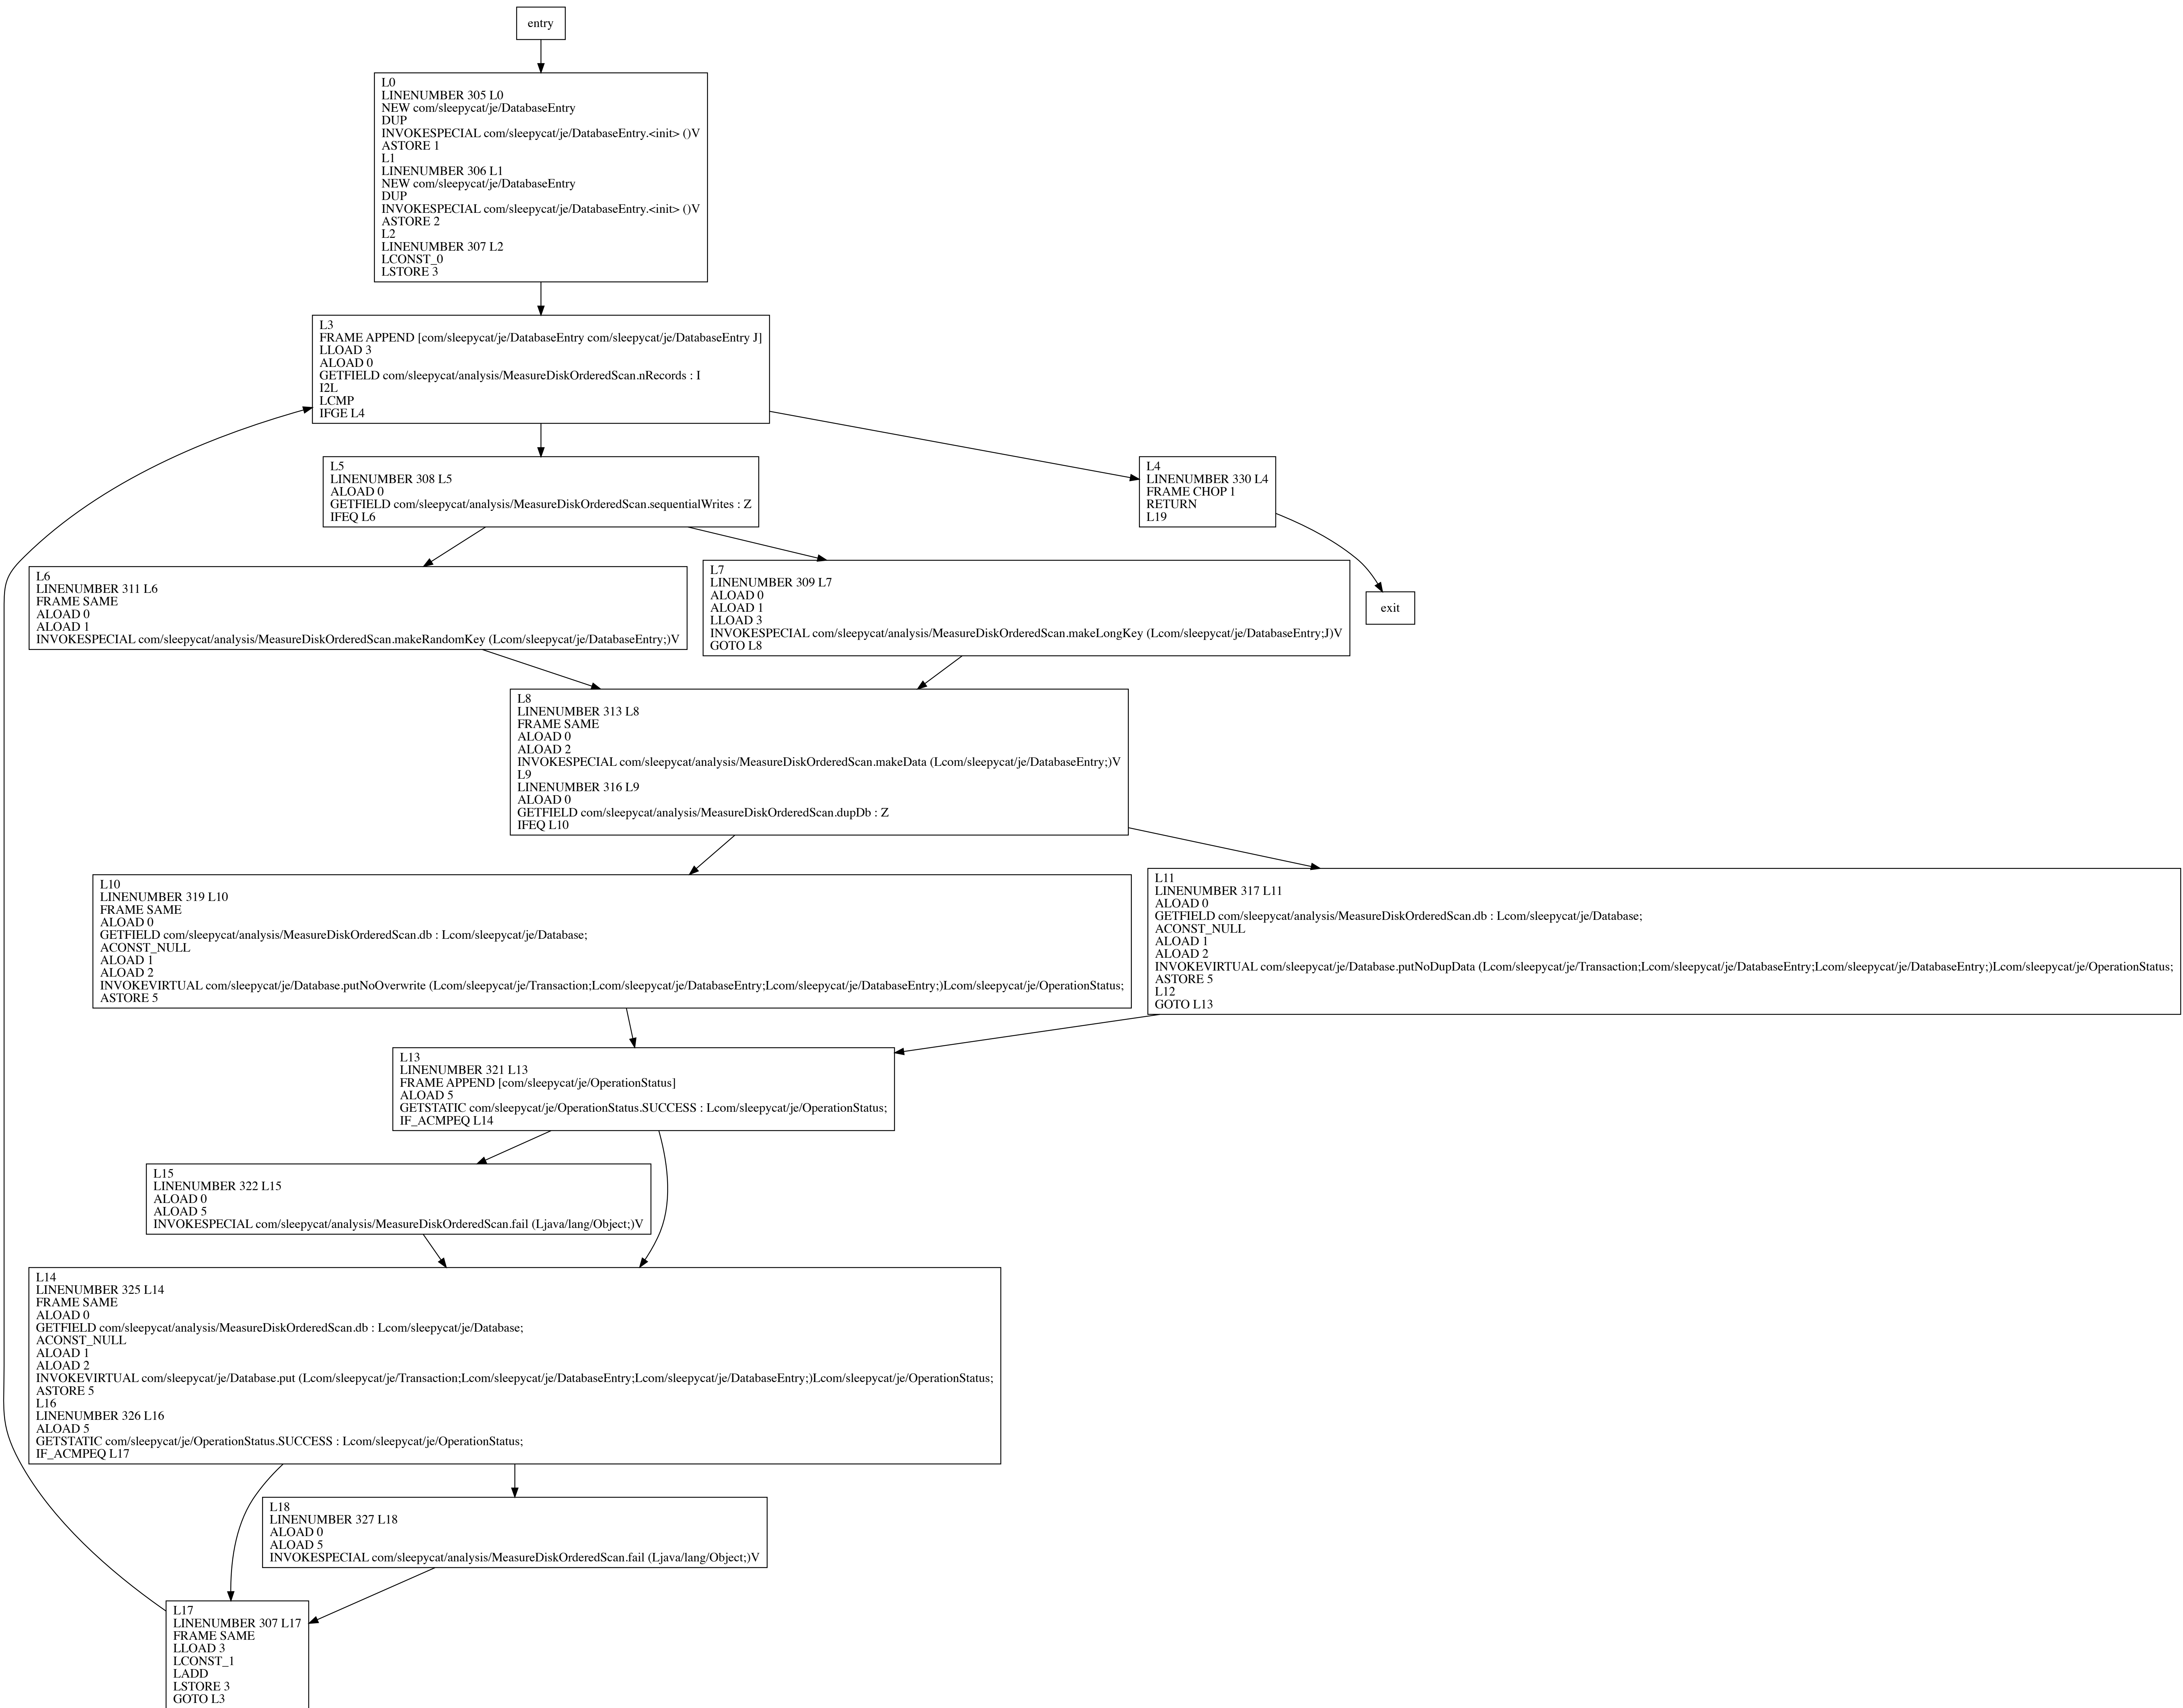 entry
L0
LINENUMBER 305 L0
NEW com/sleepycat/je/DatabaseEntry
DUP
INVOKESPECIAL com/sleepycat/je/DatabaseEntry.<init> ()V
ASTORE 1
L1
LINENUMBER 306 L1
NEW com/sleepycat/je/DatabaseEntry
DUP
INVOKESPECIAL com/sleepycat/je/DatabaseEntry.<init> ()V
ASTORE 2
L2
LINENUMBER 307 L2
LCONST_0
LSTORE 3
L3
FRAME APPEND [com/sleepycat/je/DatabaseEntry com/sleepycat/je/DatabaseEntry J]
LLOAD 3
ALOAD 0
GETFIELD com/sleepycat/analysis/MeasureDiskOrderedScan.nRecords : I
I2L
LCMP
IFGE L4
L5
LINENUMBER 308 L5
ALOAD 0
GETFIELD com/sleepycat/analysis/MeasureDiskOrderedScan.sequentialWrites : Z
IFEQ L6
L4
LINENUMBER 330 L4
FRAME CHOP 1
RETURN
L19
L6
LINENUMBER 311 L6
FRAME SAME
ALOAD 0
ALOAD 1
INVOKESPECIAL com/sleepycat/analysis/MeasureDiskOrderedScan.makeRandomKey (Lcom/sleepycat/je/DatabaseEntry;)V
L7
LINENUMBER 309 L7
ALOAD 0
ALOAD 1
LLOAD 3
INVOKESPECIAL com/sleepycat/analysis/MeasureDiskOrderedScan.makeLongKey (Lcom/sleepycat/je/DatabaseEntry;J)V
GOTO L8
exit
L8
LINENUMBER 313 L8
FRAME SAME
ALOAD 0
ALOAD 2
INVOKESPECIAL com/sleepycat/analysis/MeasureDiskOrderedScan.makeData (Lcom/sleepycat/je/DatabaseEntry;)V
L9
LINENUMBER 316 L9
ALOAD 0
GETFIELD com/sleepycat/analysis/MeasureDiskOrderedScan.dupDb : Z
IFEQ L10
L10
LINENUMBER 319 L10
FRAME SAME
ALOAD 0
GETFIELD com/sleepycat/analysis/MeasureDiskOrderedScan.db : Lcom/sleepycat/je/Database;
ACONST_NULL
ALOAD 1
ALOAD 2
INVOKEVIRTUAL com/sleepycat/je/Database.putNoOverwrite (Lcom/sleepycat/je/Transaction;Lcom/sleepycat/je/DatabaseEntry;Lcom/sleepycat/je/DatabaseEntry;)Lcom/sleepycat/je/OperationStatus;
ASTORE 5
L11
LINENUMBER 317 L11
ALOAD 0
GETFIELD com/sleepycat/analysis/MeasureDiskOrderedScan.db : Lcom/sleepycat/je/Database;
ACONST_NULL
ALOAD 1
ALOAD 2
INVOKEVIRTUAL com/sleepycat/je/Database.putNoDupData (Lcom/sleepycat/je/Transaction;Lcom/sleepycat/je/DatabaseEntry;Lcom/sleepycat/je/DatabaseEntry;)Lcom/sleepycat/je/OperationStatus;
ASTORE 5
L12
GOTO L13
L13
LINENUMBER 321 L13
FRAME APPEND [com/sleepycat/je/OperationStatus]
ALOAD 5
GETSTATIC com/sleepycat/je/OperationStatus.SUCCESS : Lcom/sleepycat/je/OperationStatus;
IF_ACMPEQ L14
L15
LINENUMBER 322 L15
ALOAD 0
ALOAD 5
INVOKESPECIAL com/sleepycat/analysis/MeasureDiskOrderedScan.fail (Ljava/lang/Object;)V
L14
LINENUMBER 325 L14
FRAME SAME
ALOAD 0
GETFIELD com/sleepycat/analysis/MeasureDiskOrderedScan.db : Lcom/sleepycat/je/Database;
ACONST_NULL
ALOAD 1
ALOAD 2
INVOKEVIRTUAL com/sleepycat/je/Database.put (Lcom/sleepycat/je/Transaction;Lcom/sleepycat/je/DatabaseEntry;Lcom/sleepycat/je/DatabaseEntry;)Lcom/sleepycat/je/OperationStatus;
ASTORE 5
L16
LINENUMBER 326 L16
ALOAD 5
GETSTATIC com/sleepycat/je/OperationStatus.SUCCESS : Lcom/sleepycat/je/OperationStatus;
IF_ACMPEQ L17
L18
LINENUMBER 327 L18
ALOAD 0
ALOAD 5
INVOKESPECIAL com/sleepycat/analysis/MeasureDiskOrderedScan.fail (Ljava/lang/Object;)V
L17
LINENUMBER 307 L17
FRAME SAME
LLOAD 3
LCONST_1
LADD
LSTORE 3
GOTO L3